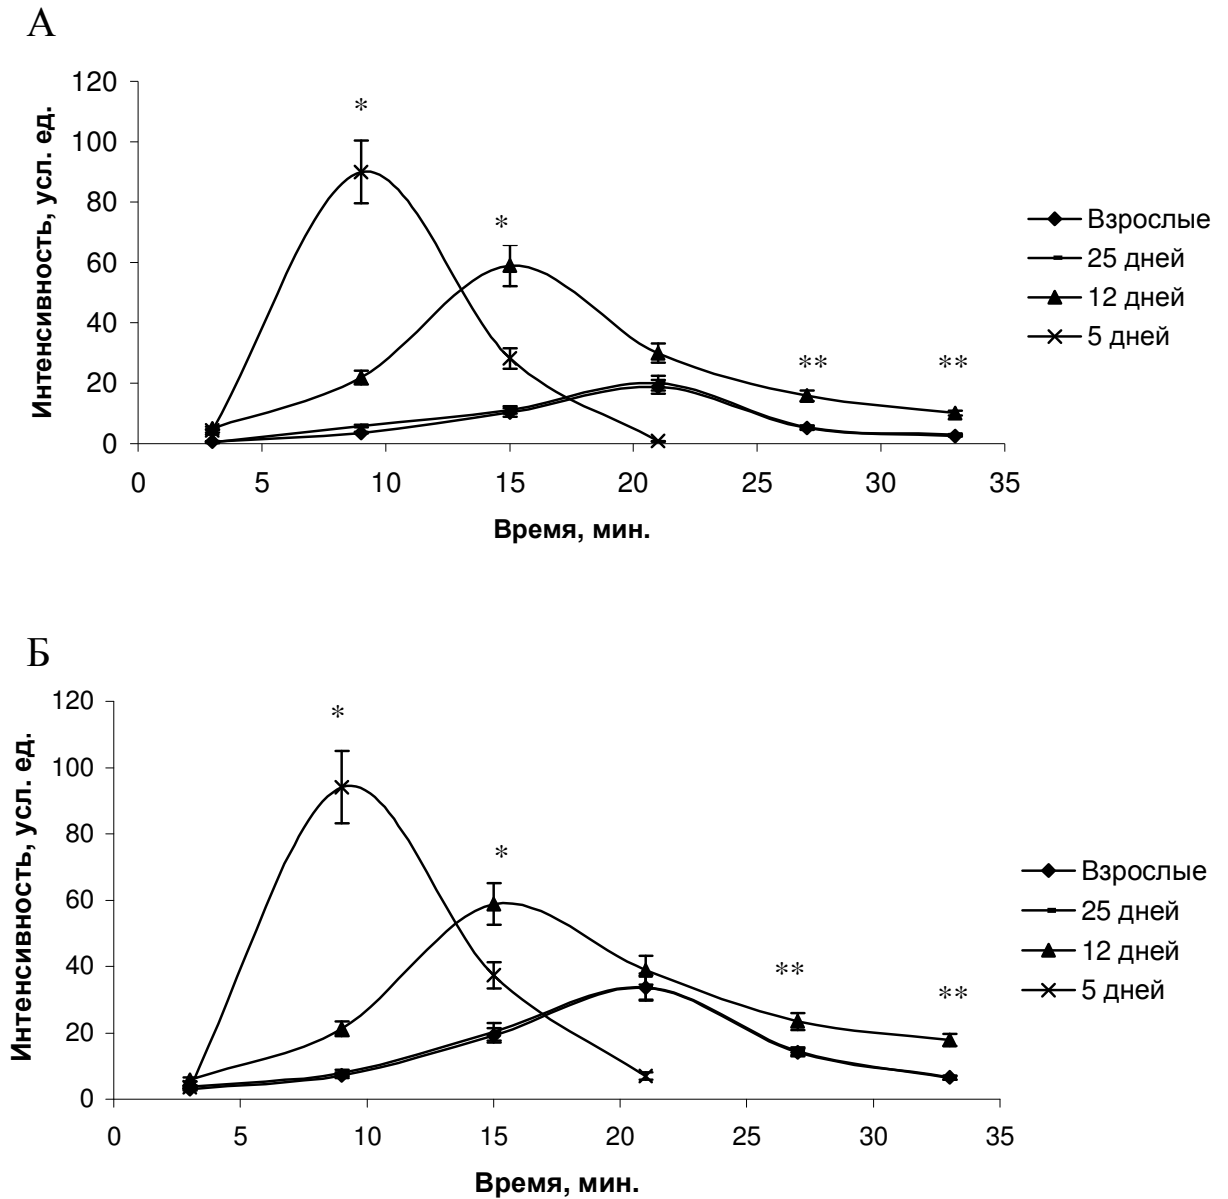 А
Интенсивность, усл. ед.
120
100
80
60
40
20
0
*
*
**
**
0 5 10 15 20 25 30 35
Время, мин.
Взрослые
25 дней
12 дней
5 дней
Б
Интенсивность, усл. ед.
120
100
80
60
40
20
0
*
*
**
**
0 5 10 15 20 25 30 35
Время, мин.
Взрослые
25 дней
12 дней
5 дней